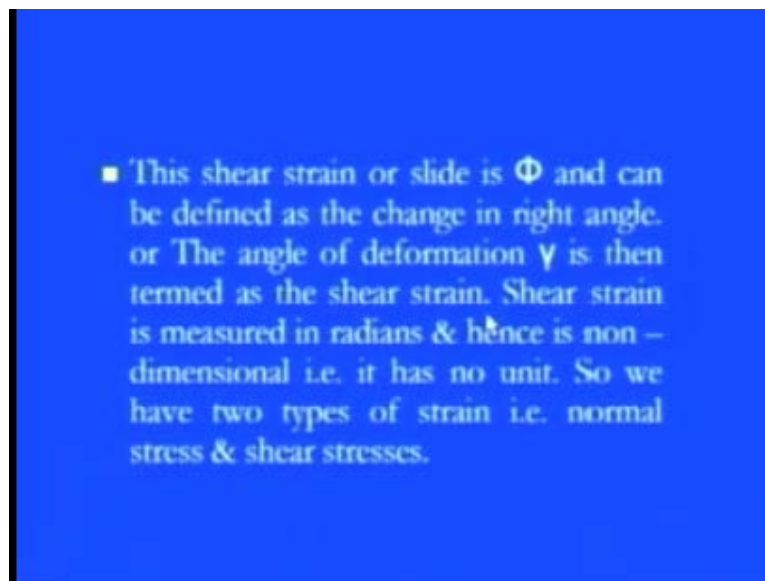 ▪ This shear strain or slide is Φ and can
be defined as the change in right angle.
or The angle of deformation γ is then
termed as the shear strain. Shear strain
is measured in radians & hence is non –
dimensional i.e. it has no unit. So we
have two types of strain i.e. normal
stress & shear stresses.